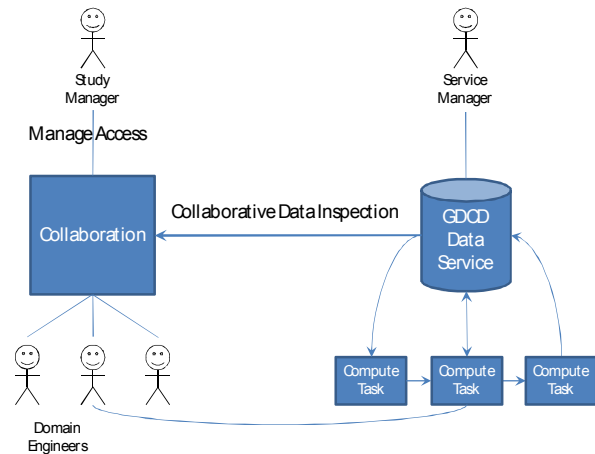 Study
Manager
Service
Manager
Manage Access
Collaboration
Collaborative Data Inspection
GDCD
Data
Service
Compute
Task
Compute
Task
Compute
Task
Domain
Engineers